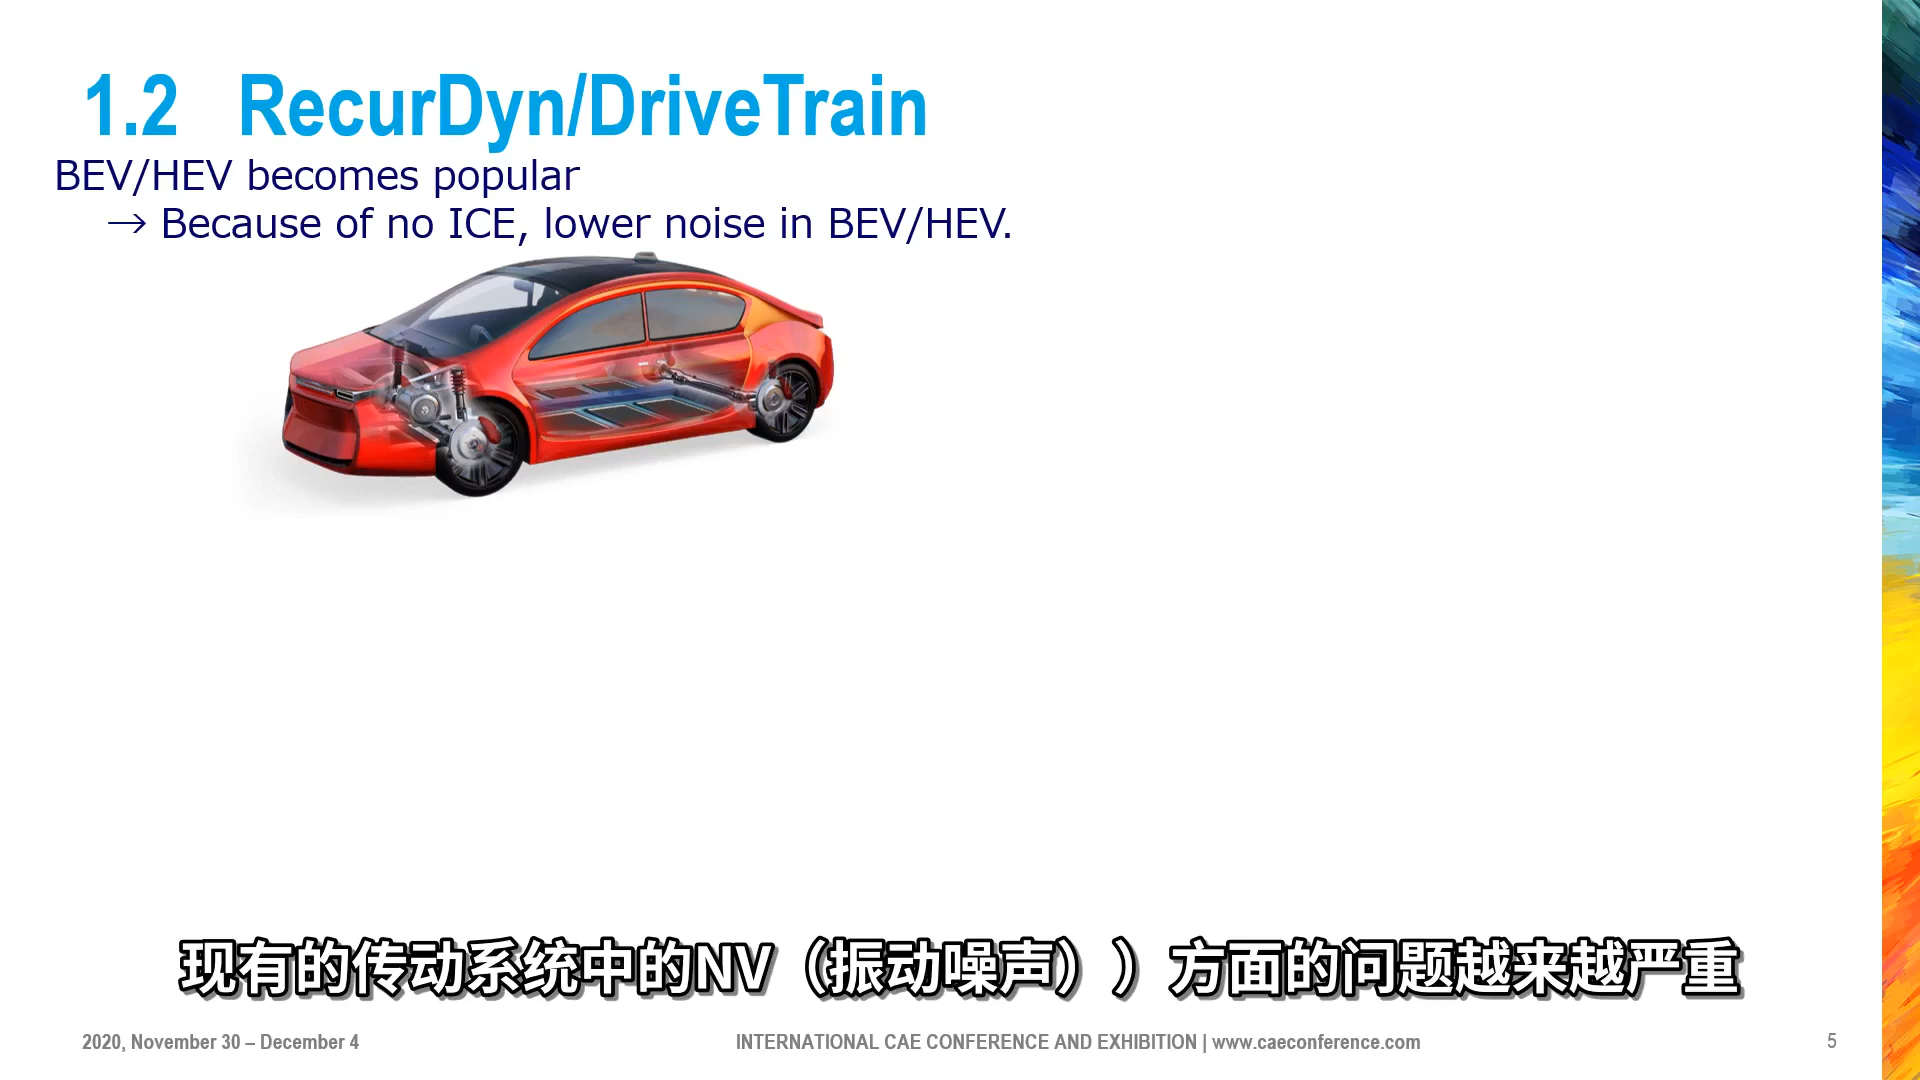 1.2 RecurDyn/DriveTrain
BEV/HEV becomes popular
→ Because of no ICE, lower noise in BEV/HEV.
现有的传动系统中的NV（振动噪声））方面的问题越来越严重
2020, November 30 – December 4
INTERNATIONAL CAE CONFERENCE AND EXHIBITION | www.caeconference.com
5